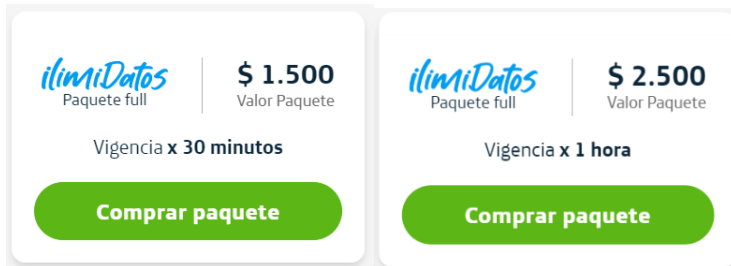 ilimiDatos
Paquete full
$ 1.500
Valor Paquete
Vigencia x 30 minutos
Comprar paquete
ilimiDatos
Paquete full
$ 2.500
Valor Paquete
Vigencia x 1 hora
Comprar paquete